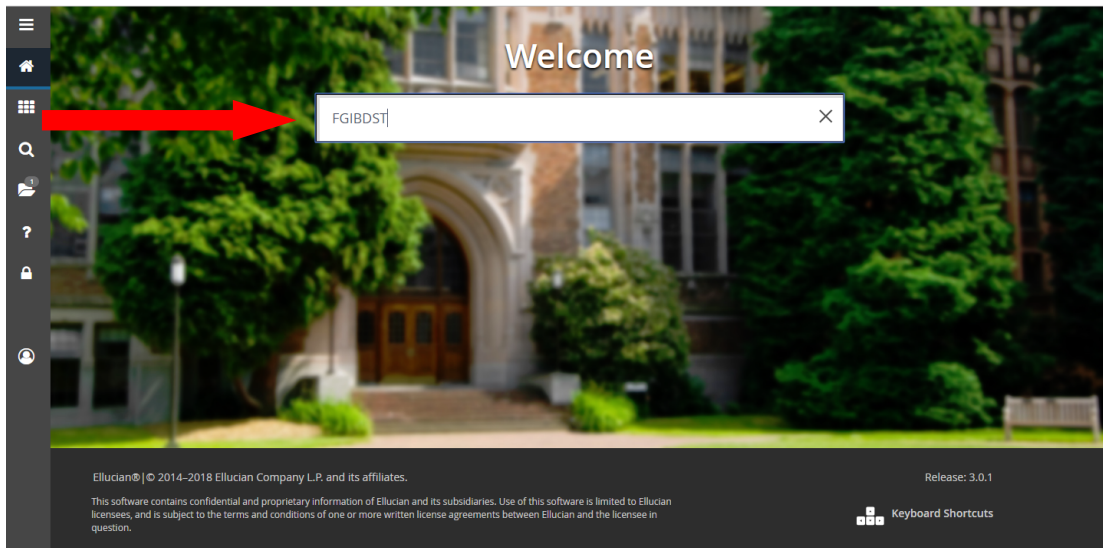 Welcome
FGIBDST
1
?
Ellucian®|© 2014–2018 Ellucian Company L.P. and its affiliates.
Release: 3.0.1
This software contains confidential and proprietary information of Ellucian and its subsidiaries. Use of this software is limited to Ellucian
licensees, and is subject to the terms and conditions of one or more written license agreements between Ellucian and the licensee in
question.
Keyboard Shortcuts